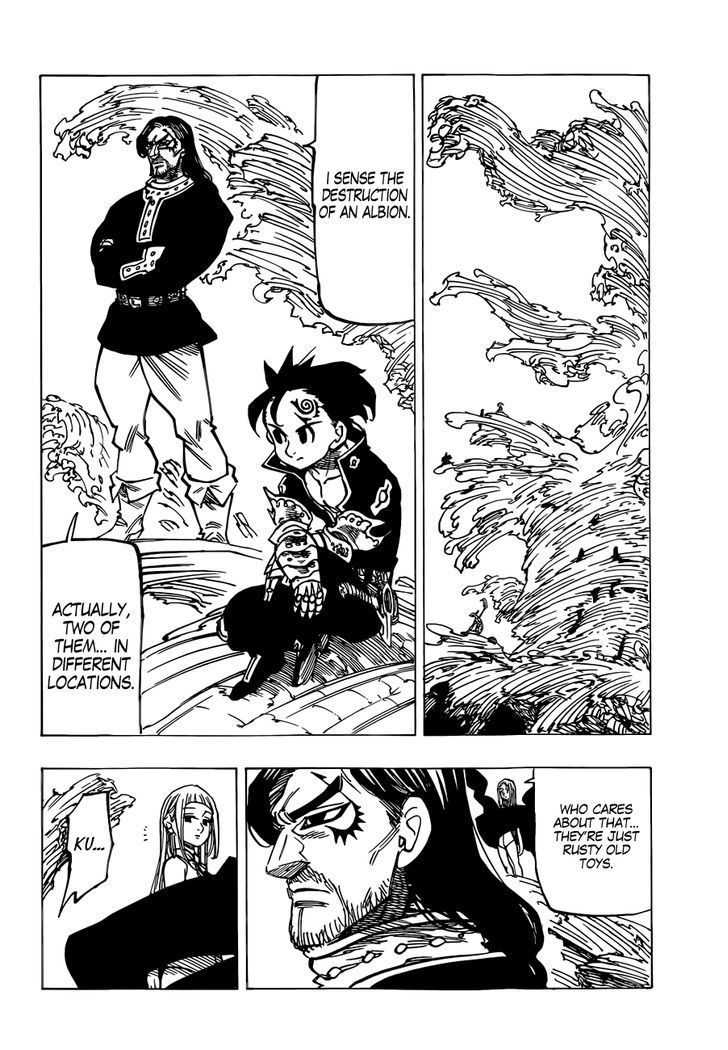 I SENSE THE
DESTRUCTION
OF AN ALBION.
ACTUALLY,
TWO OF
THEM... IN
DIFFERENT
LOCATIONS.
WHO CARES
ABOUT THAT...
THEY'RE JUST
RUSTY OLD
TOYS.
KU...